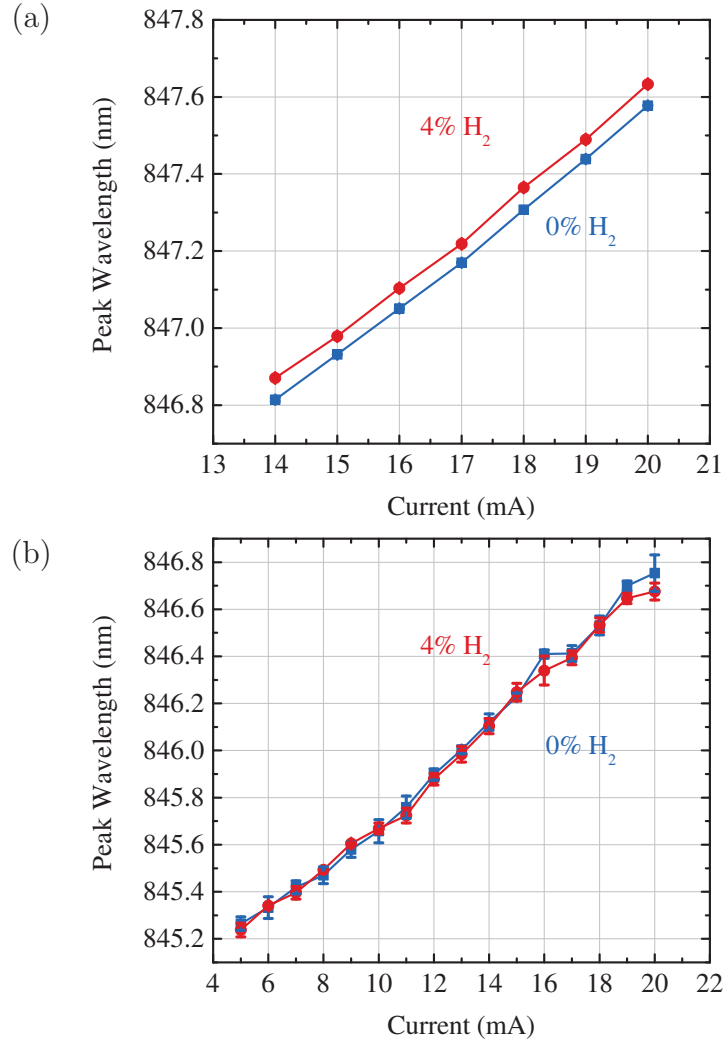 (a)
847.8
847.6
847.4
847.2
847.0
846.8
Peak Wavelength (nm)
4% H₂
0% H₂
13 14 15 16 17 18 19 20 21
Current (mA)
(b)
846.8
846.6
846.4
846.2
846.0
845.8
845.6
845.4
845.2
Peak Wavelength (nm)
4% H₂
0% H₂
4 6 8 10 12 14 16 18 20 22
Current (mA)